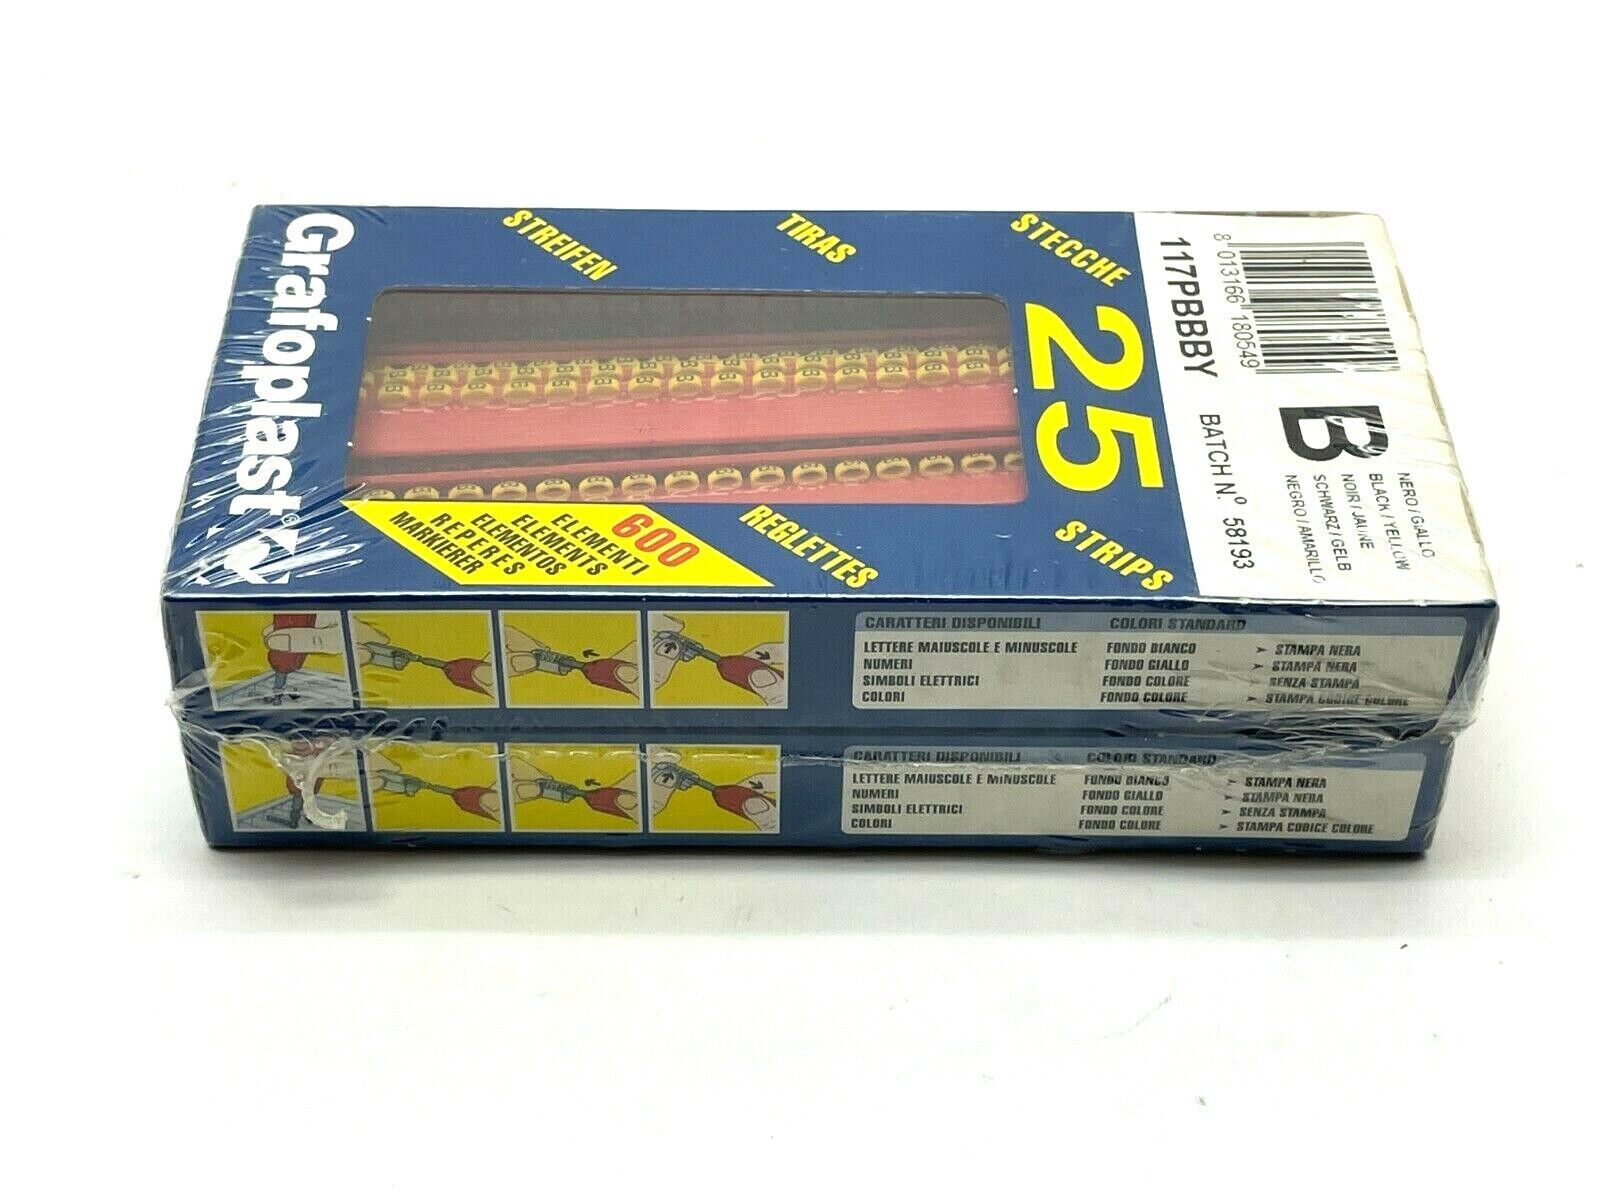 Grafoplast
STREIFEN
TIRAS
STECCHE
25
STRIPS
REGLETTES
600
ELEMENTI
ELEMENTS
ELEMENTOS
REPERES
MARKIERER
8 013166 180549
117PBBBY
BATCH N.º 58193
B
NERO / GIALLO
BLACK / YELLOW
NOIR / JAUNE
SCHWARZ / GELB
NEGRO / AMARILLO
CARATTERI DISPONIBILI COLORI STANDARD
LETTERE MAIUSCOLE E MINUSCOLE FONDO BIANCO ➤ STAMPA NERA
NUMERI FONDO GIALLO ➤ STAMPA NERA
SIMBOLI ELETTRICI FONDO COLORE ➤ SENZA STAMPA
COLORI FONDO COLORE ➤ STAMPA CODICE COLORE
CARATTERI DISPONIBILI COLORI STANDARD
LETTERE MAIUSCOLE E MINUSCOLE FONDO BIANCO ➤ STAMPA NERA
NUMERI FONDO GIALLO ➤ STAMPA NERA
SIMBOLI ELETTRICI FONDO COLORE ➤ SENZA STAMPA
COLORI FONDO COLORE ➤ STAMPA CODICE COLORE